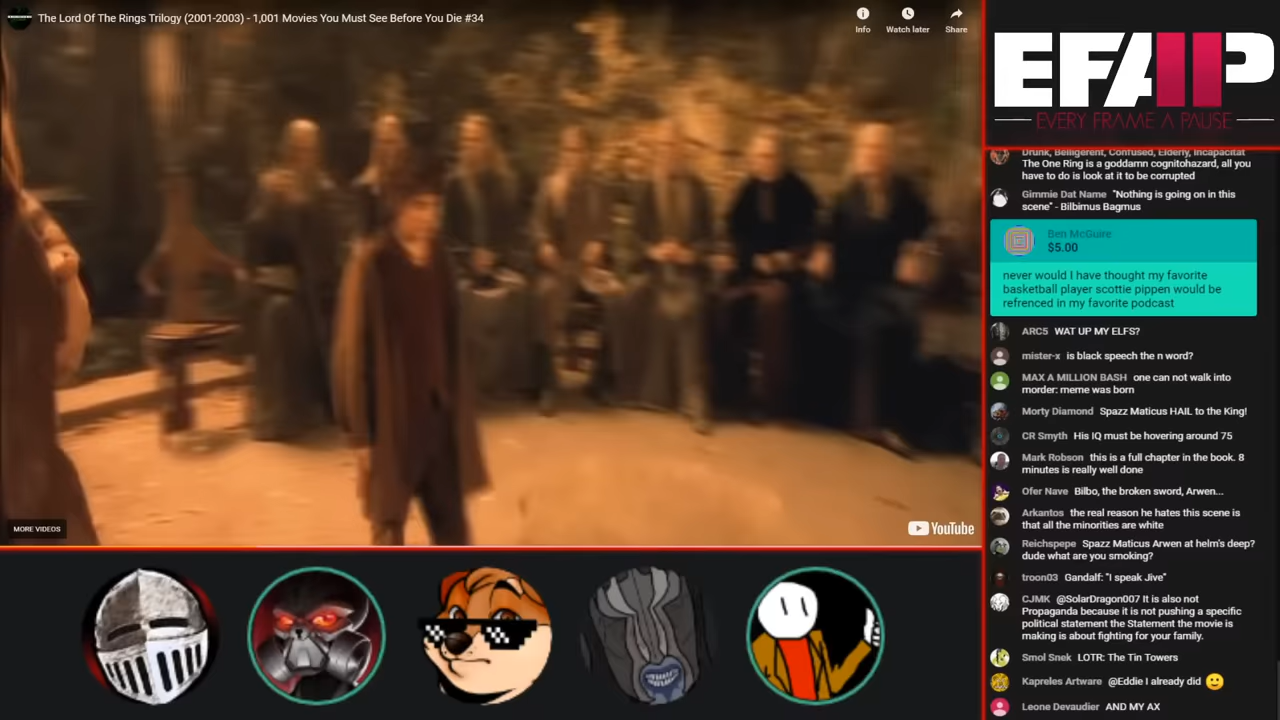 The Lord Of The Rings Trilogy (2001-2003) - 1,001 Movies You Must See Before You Die #34
Info
Watch later
Share
MORE VIDEOS
YouTube
EFAP
EVERY FRAME A PAUSE
Drunk, Belligerent, Confused, Elderly, Incapacitat
The One Ring is a goddamn cognitohazard, all you
have to do is look at it to be corrupted
Gimmie Dat Name "Nothing is going on in this
scene" - Bilbimus Bagmus
Ben McGuire
$5.00
never would I have thought my favorite
basketball player scottie pippen would be
refrenced in my favorite podcast
ARC5 WAT UP MY ELFS?
mister-x is black speech the n word?
MAX A MILLION BASH one can not walk into
morder: meme was born
Morty Diamond Spazz Maticus HAIL to the King!
CR Smyth His IQ must be hovering around 75
Mark Robson this is a full chapter in the book. 8
minutes is really well done
Ofer Nave Bilbo, the broken sword, Arwen...
Arkantos the real reason he hates this scene is
that all the minorities are white
Reichspepe Spazz Maticus Arwen at helm's deep?
dude what are you smoking?
troon03 Gandalf: "I speak Jive"
CJMK @SolarDragon007 It is also not
Propaganda because it is not pushing a specific
political statement the Statement the movie is
making is about fighting for your family.
Smol Snek LOTR: The Tin Towers
Kapreles Artware @Eddie I already did 🙂
Leone Devaudier AND MY AX